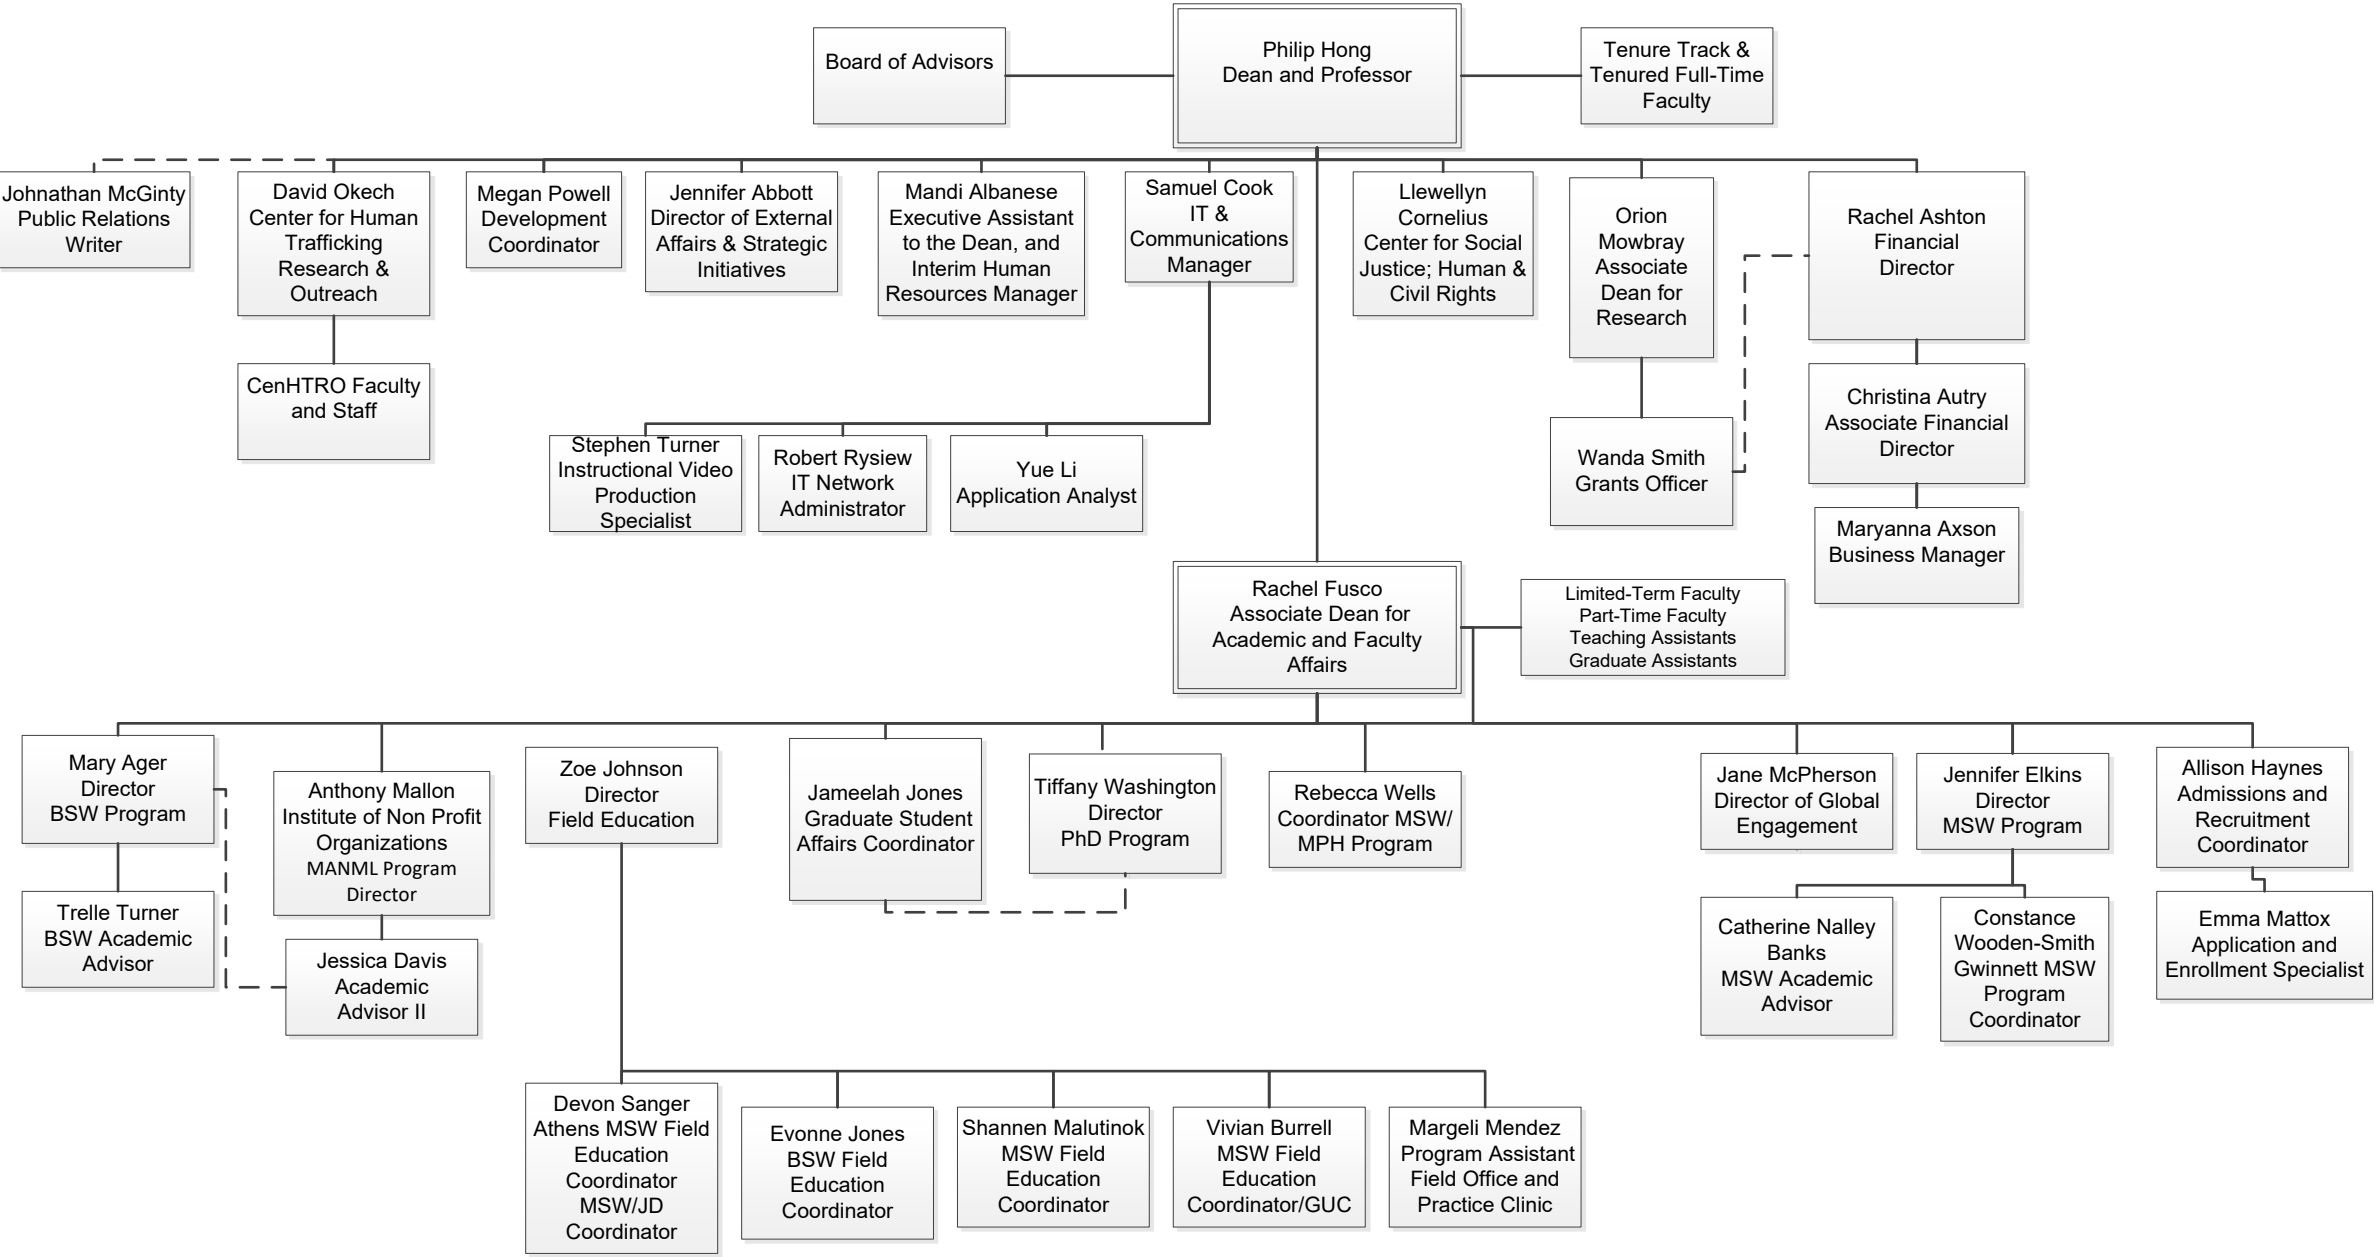 Board of Advisors
Philip Hong
Dean and Professor
Tenure Track &
Tenured Full-Time
Faculty
Johnathan McGinty
Public Relations
Writer
David Okech
Center for Human
Trafficking
Research &
Outreach
Megan Powell
Development
Coordinator
Jennifer Abbott
Director of External
Affairs & Strategic
Initiatives
Mandi Albanese
Executive Assistant
to the Dean, and
Interim Human
Resources Manager
Samuel Cook
IT &
Communications
Manager
Llewellyn
Cornelius
Center for Social
Justice; Human &
Civil Rights
Orion
Mowbray
Associate
Dean for
Research
Rachel Ashton
Financial
Director
CenHTRO Faculty
and Staff
Christina Autry
Associate Financial
Director
Stephen Turner
Instructional Video
Production
Specialist
Robert Rysiew
IT Network
Administrator
Yue Li
Application Analyst
Wanda Smith
Grants Officer
Maryanna Axson
Business Manager
Rachel Fusco
Associate Dean for
Academic and Faculty
Affairs
Limited-Term Faculty
Part-Time Faculty
Teaching Assistants
Graduate Assistants
Mary Ager
Director
BSW Program
Anthony Mallon
Institute of Non Profit
Organizations
MANML Program
Director
Zoe Johnson
Director
Field Education
Jameelah Jones
Graduate Student
Affairs Coordinator
Tiffany Washington
Director
PhD Program
Rebecca Wells
Coordinator MSW/
MPH Program
Jane McPherson
Director of Global
Engagement
Jennifer Elkins
Director
MSW Program
Allison Haynes
Admissions and
Recruitment
Coordinator
Trelle Turner
BSW Academic
Advisor
Jessica Davis
Academic
Advisor II
Catherine Nalley
Banks
MSW Academic
Advisor
Constance
Wooden-Smith
Gwinnett MSW
Program
Coordinator
Emma Mattox
Application and
Enrollment Specialist
Devon Sanger
Athens MSW Field
Education
Coordinator
MSW/JD
Coordinator
Evonne Jones
BSW Field
Education
Coordinator
Shannen Malutinok
MSW Field
Education
Coordinator
Vivian Burrell
MSW Field
Education
Coordinator/GUC
Margeli Mendez
Program Assistant
Field Office and
Practice Clinic